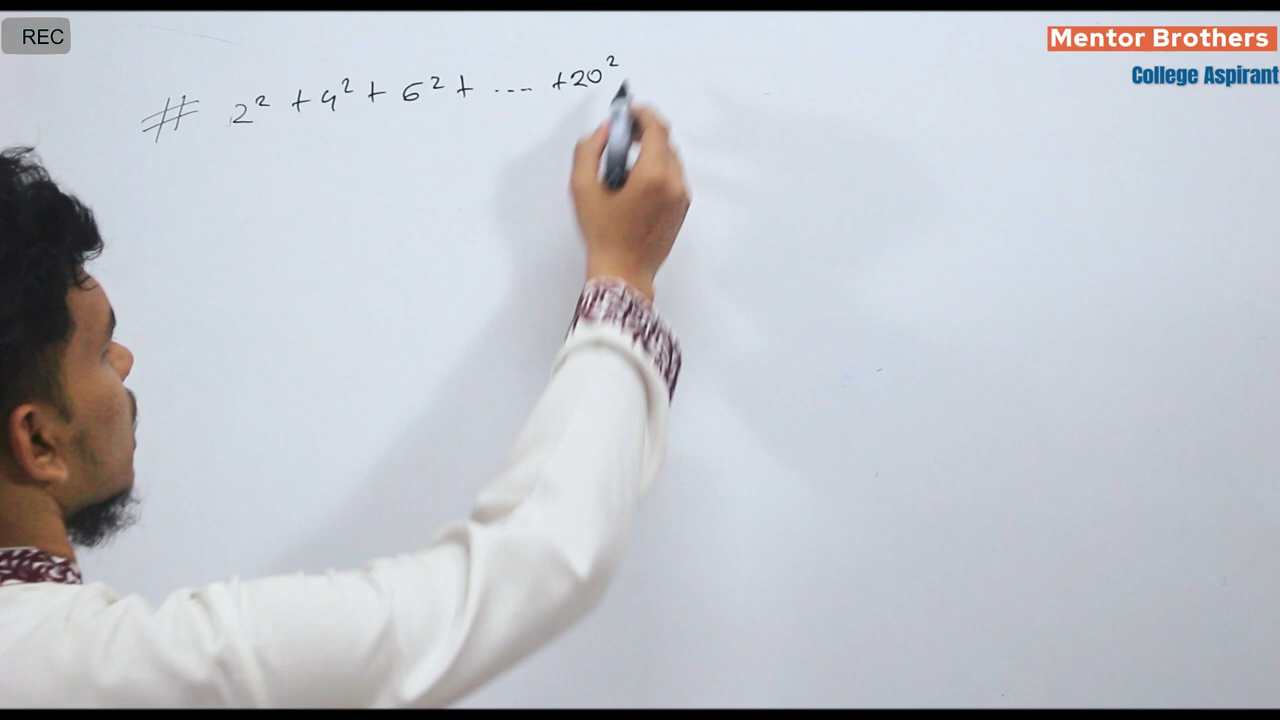 REC
Mentor Brothers
College Aspirant
# 2² + 4² + 6² + .... + 20²